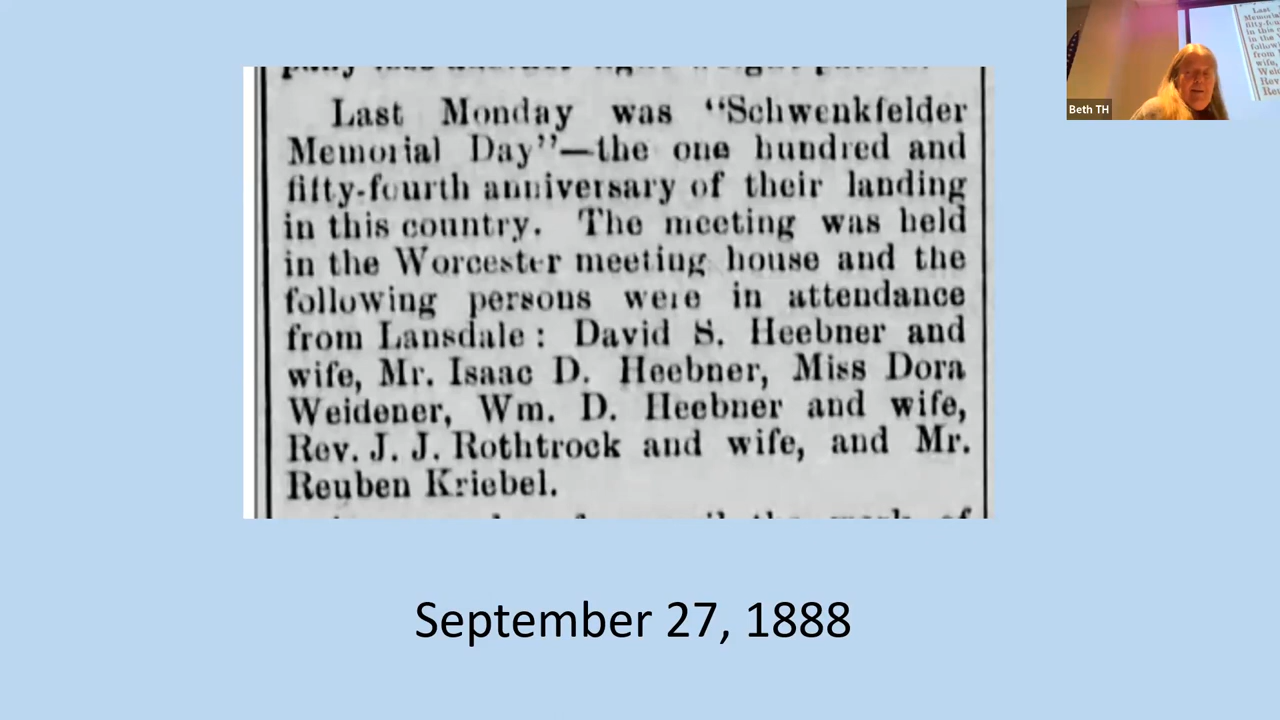 Last Monday was “Schwenkfelder
Memorial Day”—the one hundred and
fifty-fourth anniversary of their landing
in this country. The meeting was held
in the Worcester meeting house and the
following persons were in attendance
from Lansdale: David S. Heebner and
wife, Mr. Isaac D. Heebner, Miss Dora
Weidener, Wm. D. Heebner and wife,
Rev. J. J. Rothtrock and wife, and Mr.
Reuben Kriebel.
September 27, 1888
Beth TH